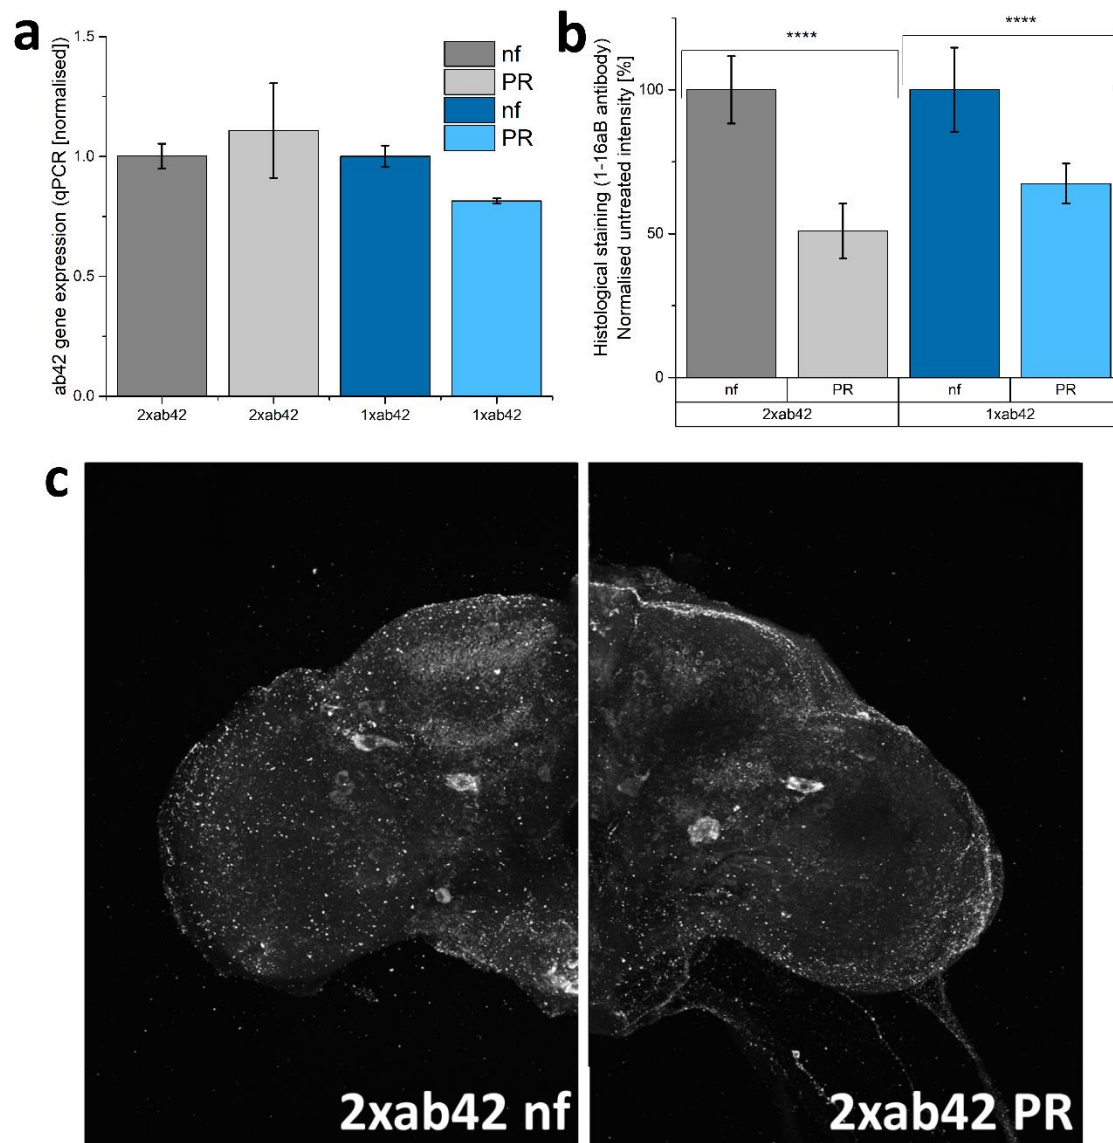 a
ab42 gene expression (qPCR [normalised])
1.5
1.0
0.5
0.0
nf
PR
nf
PR
2xab42 2xab42 1xab42 1xab42
b
Histological staining (1-16aB antibody)
Normalised untreated intensity [%]
100
50
0
**** ****
nf PR nf PR
2xab42 1xab42
c
2xab42 nf
2xab42 PR